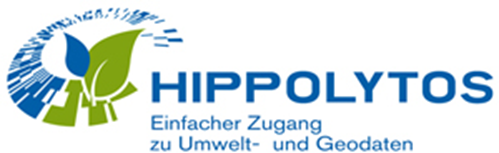 HIPPOLYTOS
Einfacher Zugang
zu Umwelt- und Geodaten